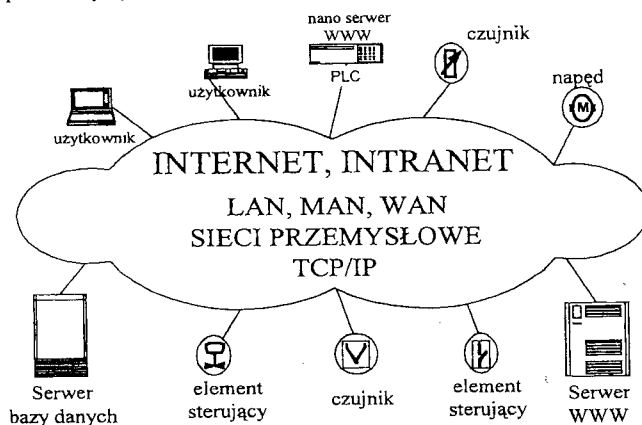 nano serwer
WWW
PLC
czujnik
napęd
M
użytkownik
użytkownik
INTERNET, INTRANET
LAN, MAN, WAN
SIECI PRZEMYSŁOWE
TCP/IP
Serwer
bazy danych
element
sterujący
czujnik
element
sterujący
Serwer
WWW